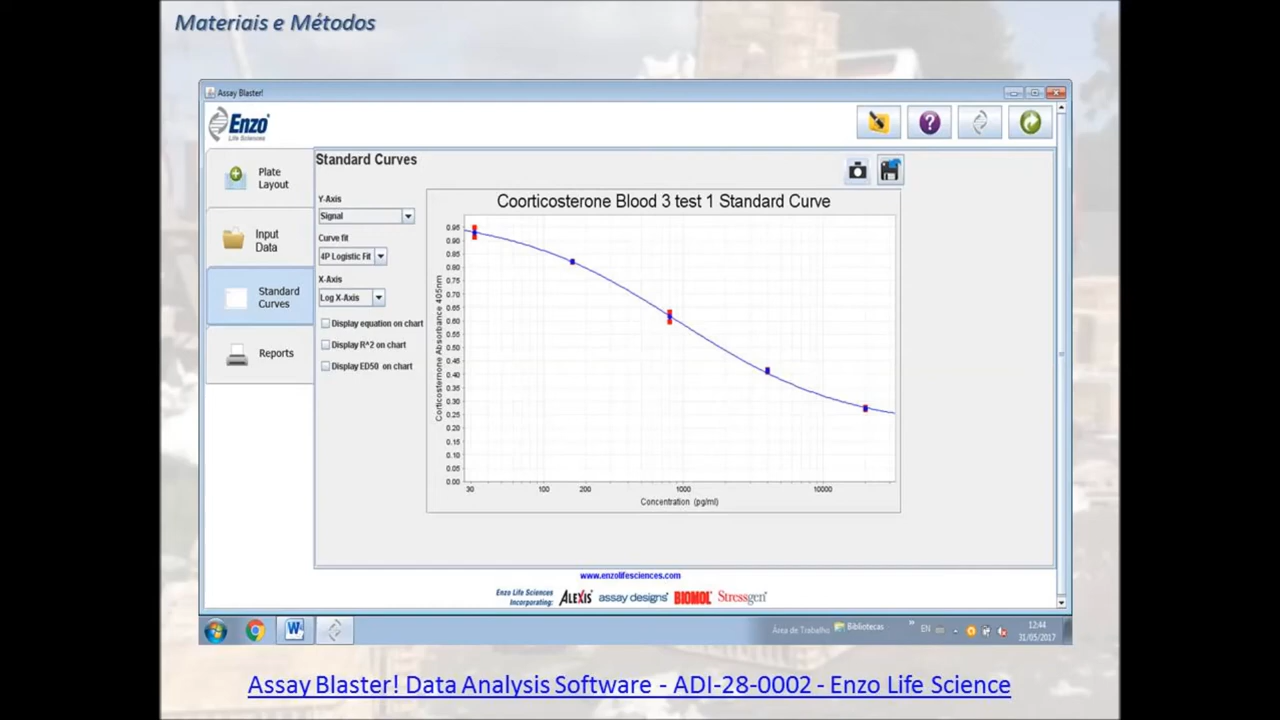 Materiais e Métodos
Assay Blaster!
Enzo
Life Sciences
Plate
Layout
Input
Data
Standard
Curves
Reports
Standard Curves
Y-Axis
Signal
Curve fit
4P Logistic Fit
X-Axis
Log X-Axis
Display equation on chart
Display R^2 on chart
Display ED50 on chart
Coorticosterone Blood 3 test 1 Standard Curve
Corticosternone Absorbance 405nm
0.95
0.90
0.85
0.80
0.75
0.70
0.65
0.60
0.55
0.50
0.45
0.40
0.35
0.30
0.25
0.20
0.15
0.10
0.05
0.00
30 100 200 1000 10000
Concentration (pg/ml)
www.enzolifesciences.com
Enzo Life Sciences
Incorporating: ALEXIS assay designs BIOMOL Stressgen
Área de Trabalho Bibliotecas » EN 12:44
31/05/2017
Assay Blaster! Data Analysis Software - ADI-28-0002 - Enzo Life Science